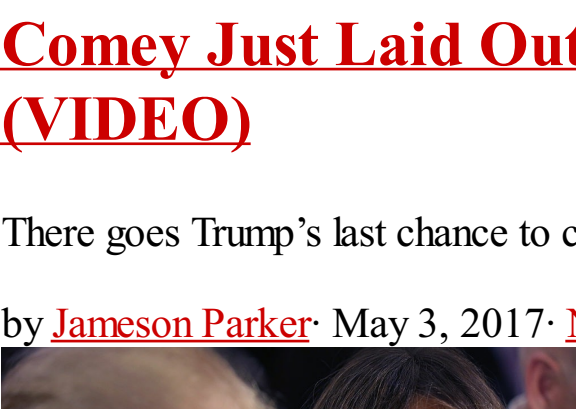 Comey Just Laid Out
(VIDEO)
There goes Trump’s last chance to
by Jameson Parker· May 3, 2017·